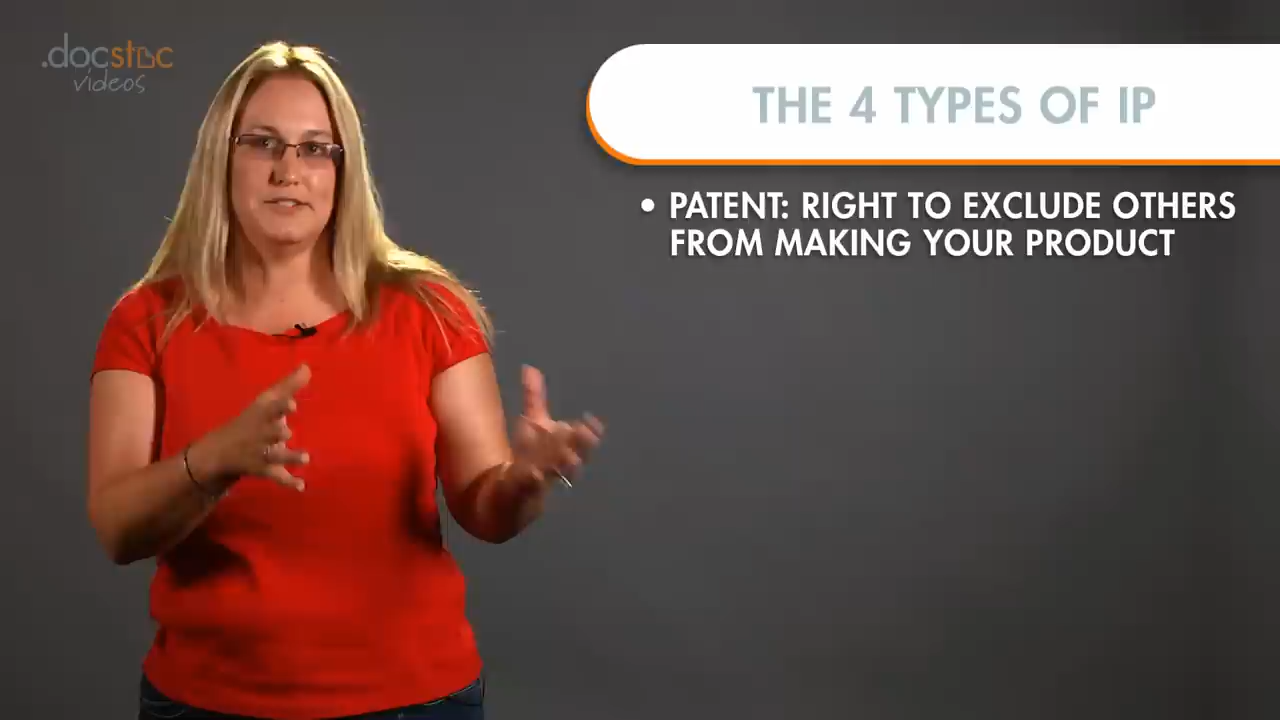 .docstoc
videos
THE 4 TYPES OF IP
• PATENT: RIGHT TO EXCLUDE OTHERS
FROM MAKING YOUR PRODUCT